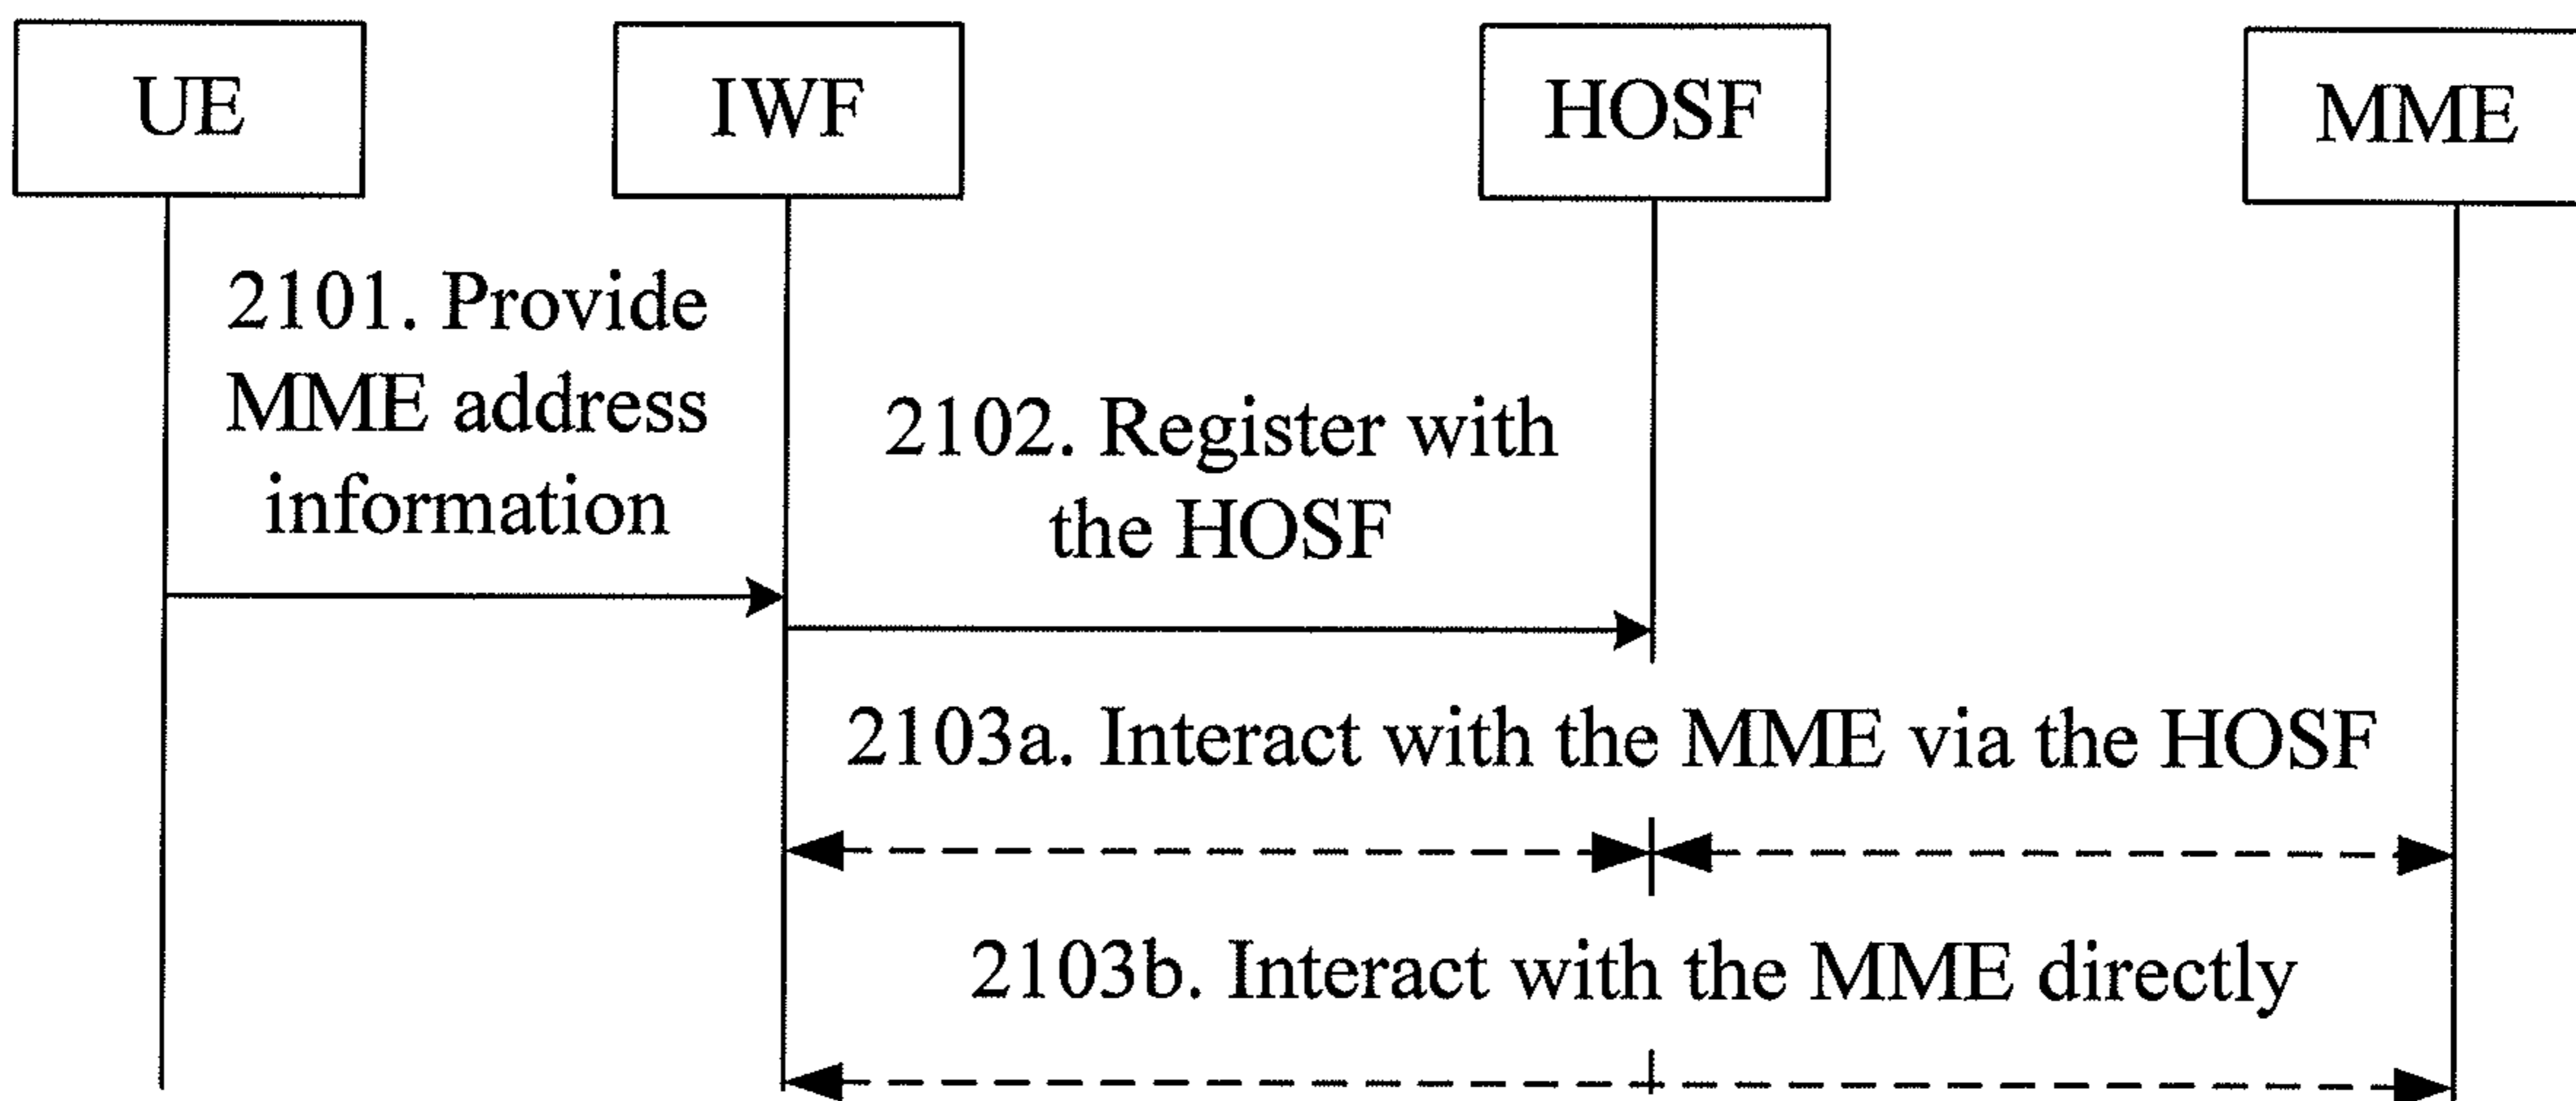 UE
IWF
HOSF
MME
2101. Provide
MME address
information
2102. Register with
the HOSF
2103a. Interact with the MME via the HOSF
2103b. Interact with the MME directly